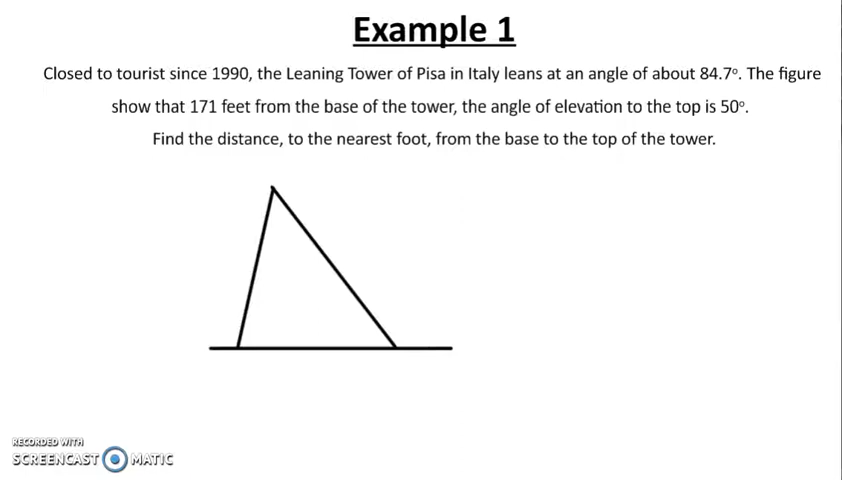 Example 1
Closed to tourist since 1990, the Leaning Tower of Pisa in Italy leans at an angle of about 84.7°. The figure
show that 171 feet from the base of the tower, the angle of elevation to the top is 50°.
Find the distance, to the nearest foot, from the base to the top of the tower.
RECORDED WITH
SCREENCAST MATIC